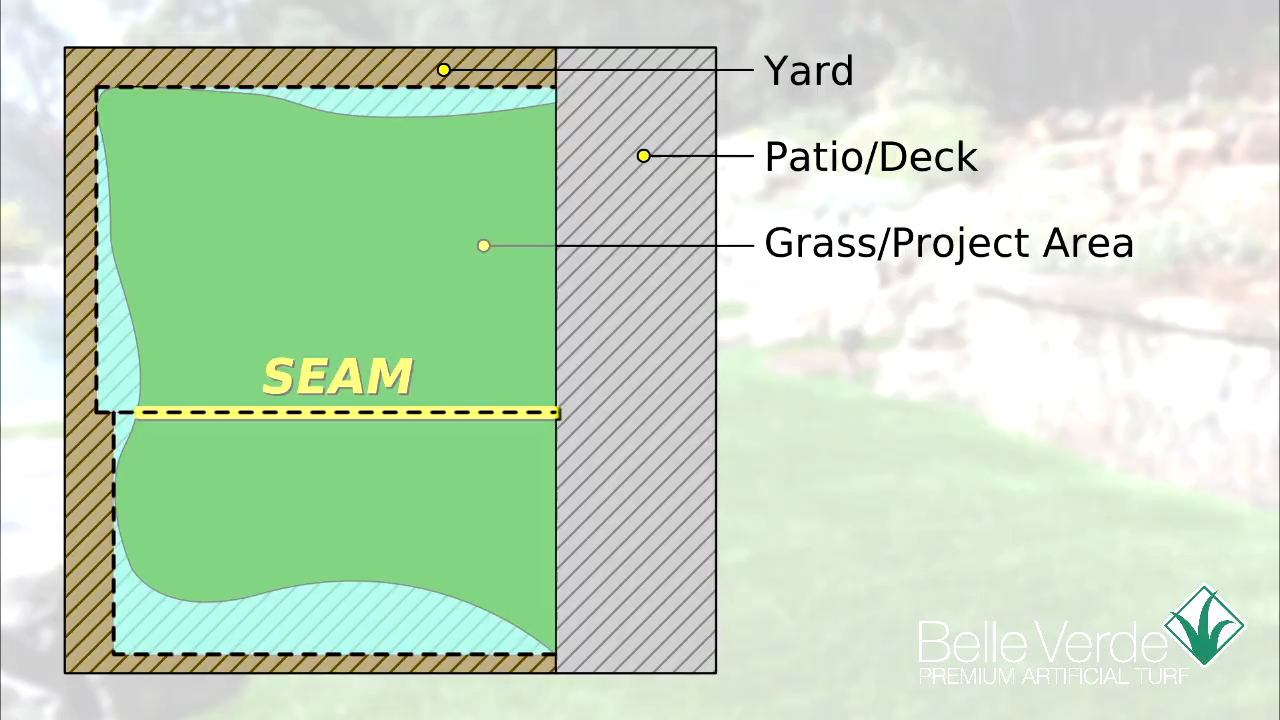 Yard
Patio/Deck
Grass/Project Area
SEAM
Belle Verde
PREMIUM ARTIFICIAL TURF